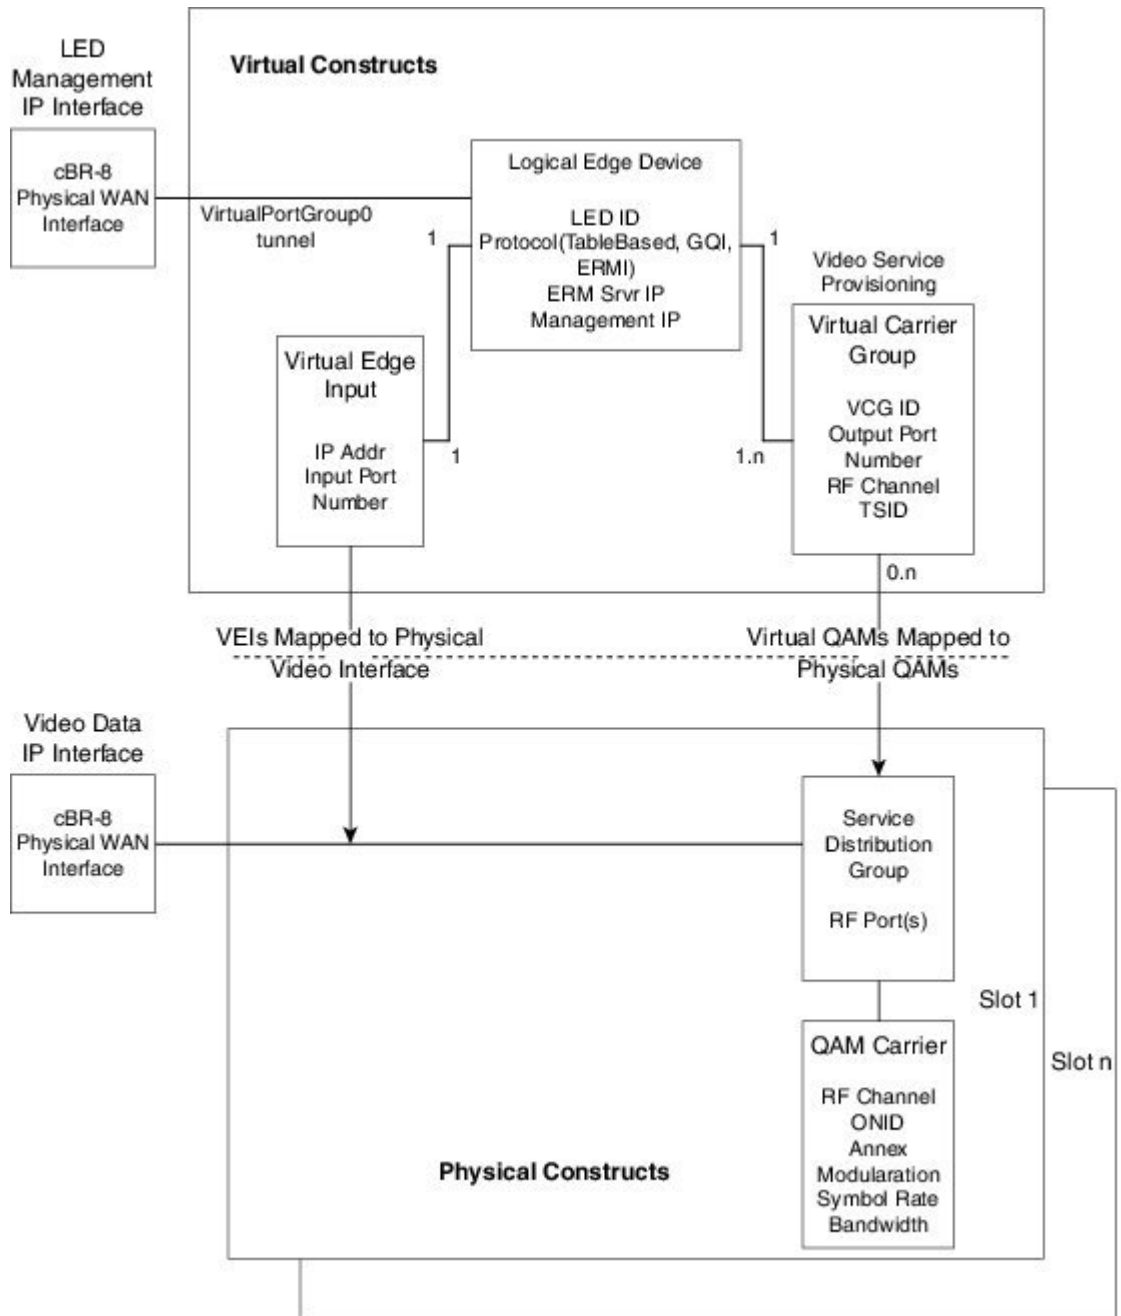 LED
Management
IP Interface
cBR-8
Physical WAN
Interface
Virtual Constructs
VirtualPortGroup0
tunnel
Logical Edge Device
LED ID
Protocol(TableBased, GQI,
ERMI)
ERM Srvr IP
Management IP
1
1
Virtual Edge
Input
IP Addr
Input Port
Number
1
1.n
Video Service
Provisioning
Virtual Carrier
Group
VCG ID
Output Port
Number
RF Channel
TSID
0.n
VEIs Mapped to Physical
Video Interface
Virtual QAMs Mapped to
Physical QAMs
Video Data
IP Interface
cBR-8
Physical WAN
Interface
Service
Distribution
Group
RF Port(s)
Slot 1
Slot n
QAM Carrier
RF Channel
ONID
Annex
Modularation
Symbol Rate
Bandwidth
Physical Constructs